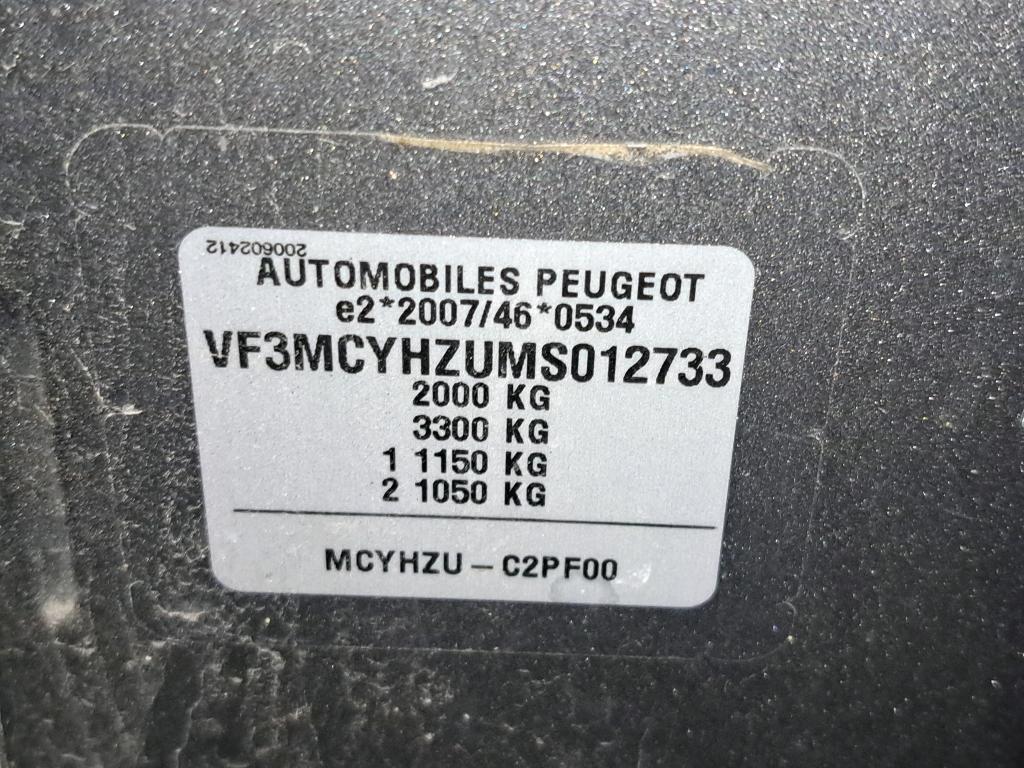 200602412
AUTOMOBILES PEUGEOT
e2*2007/46*0534
VF3MCYHZUMS012733
2000 KG
3300 KG
1 1150 KG
2 1050 KG
MCYHZU – C2PF00